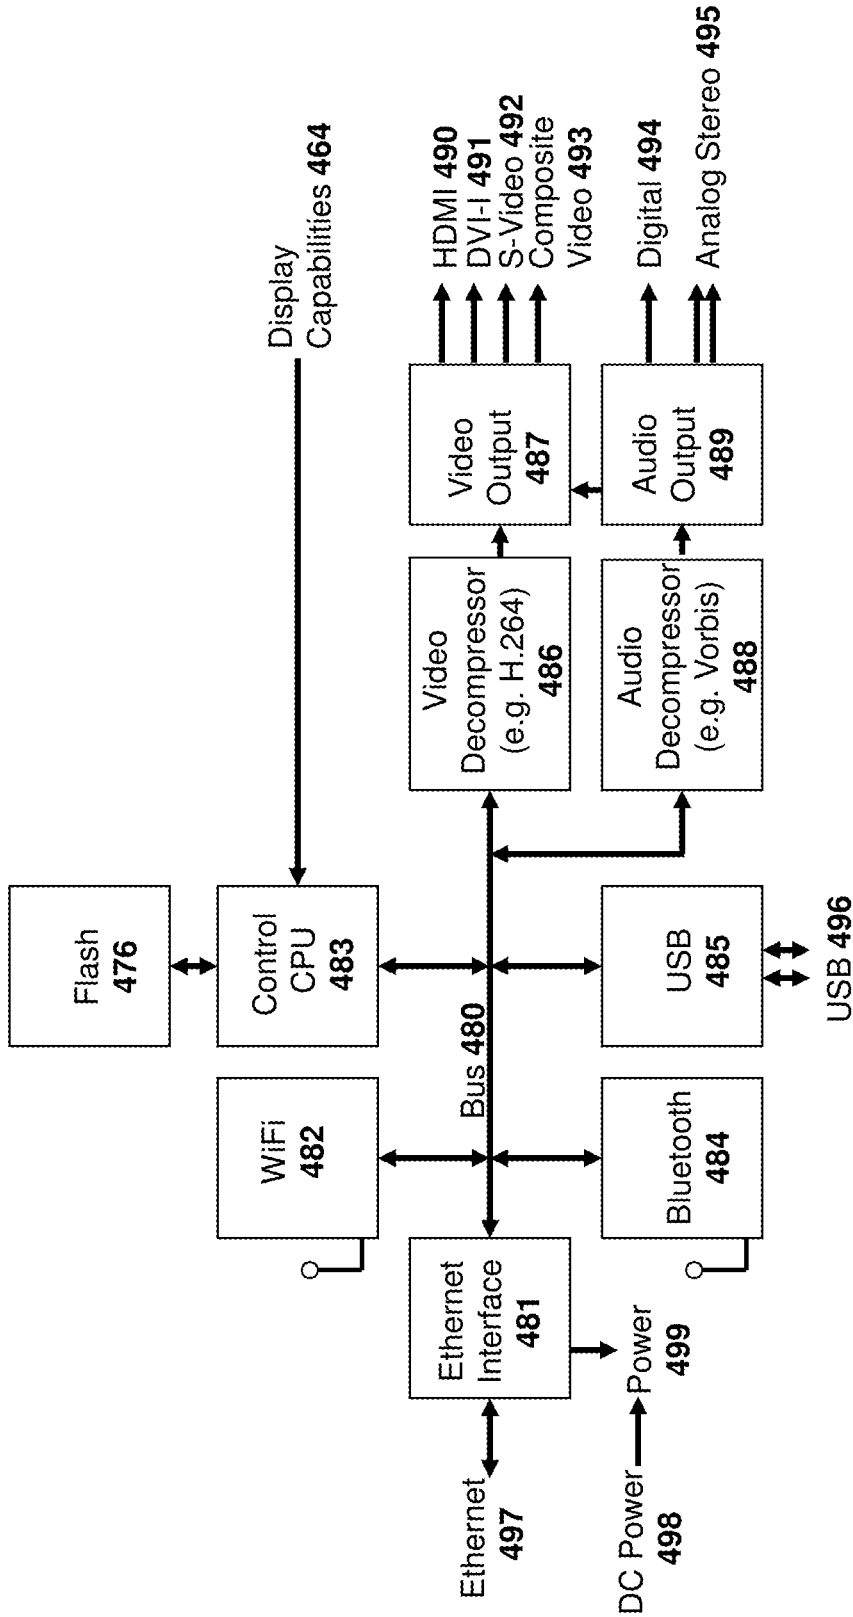 Flash
476
Display
Capabilities 464
WiFi
482
Control
CPU
483
Ethernet
497
Ethernet
Interface
481
Bus 480
Video
Decompressor
(e.g. H.264)
486
Video
Output
487
HDMI 490
DVI-I 491
S-Video 492
Composite
Video 493
DC Power
498
Power
499
Bluetooth
484
USB
485
Audio
Decompressor
(e.g. Vorbis)
488
Audio
Output
489
Digital 494
Analog Stereo 495
USB 496